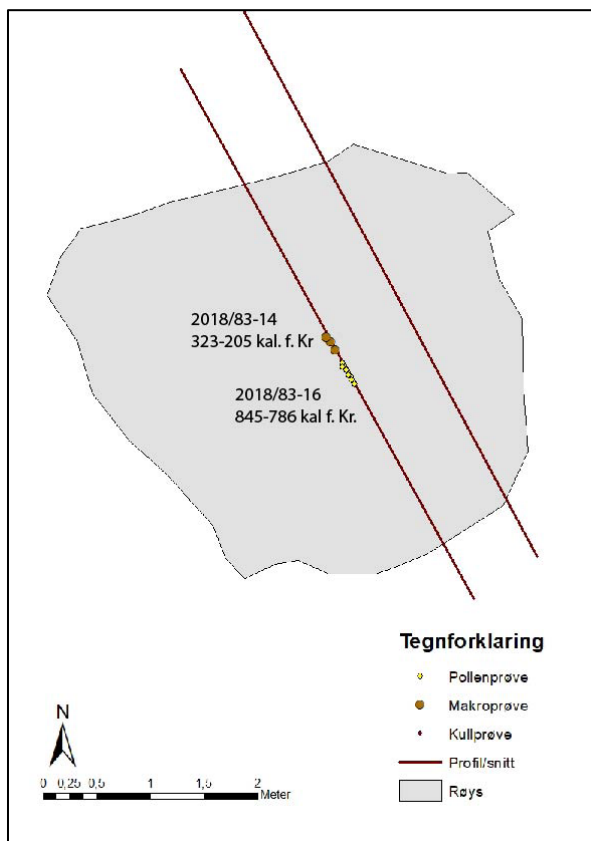 2018/83-14
323-205 kal. f. Kr
2018/83-16
845-786 kal f. Kr.
Tegnforklaring
Pollenprøve
Makroprøve
Kullprøve
Profil/snitt
Røys
N
0 0,25 0,5 1 1,5 2
Meter